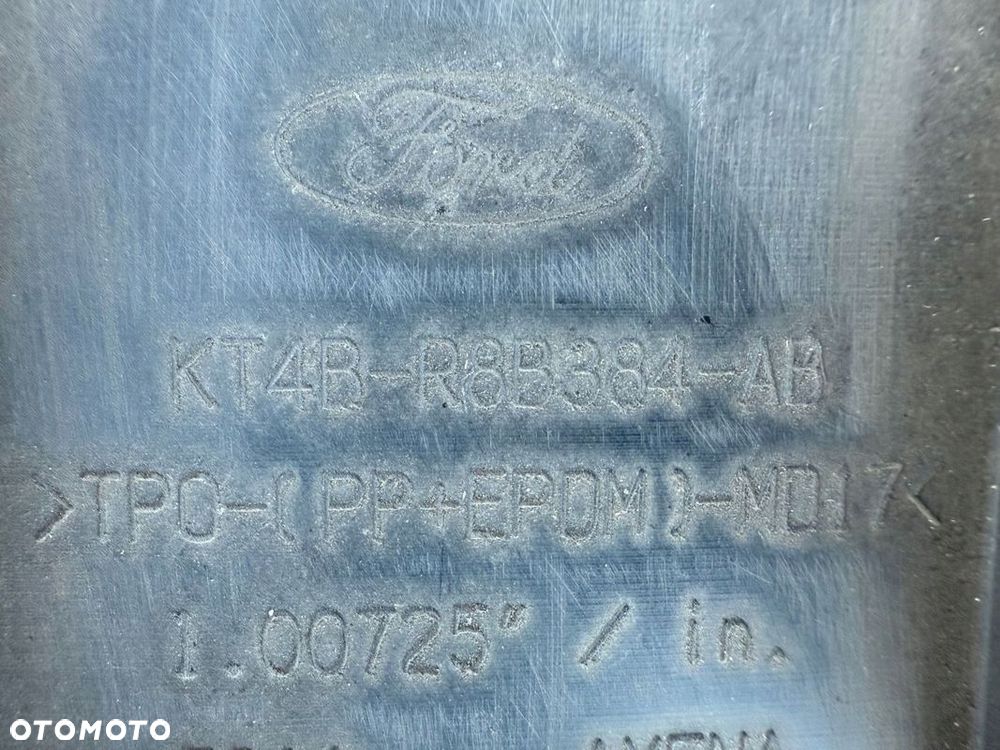 Ford
KT4B-R8B384-AB
>TPO-(PP+EPDM)-MD17<
1.00725" / in.
OTOMOTO